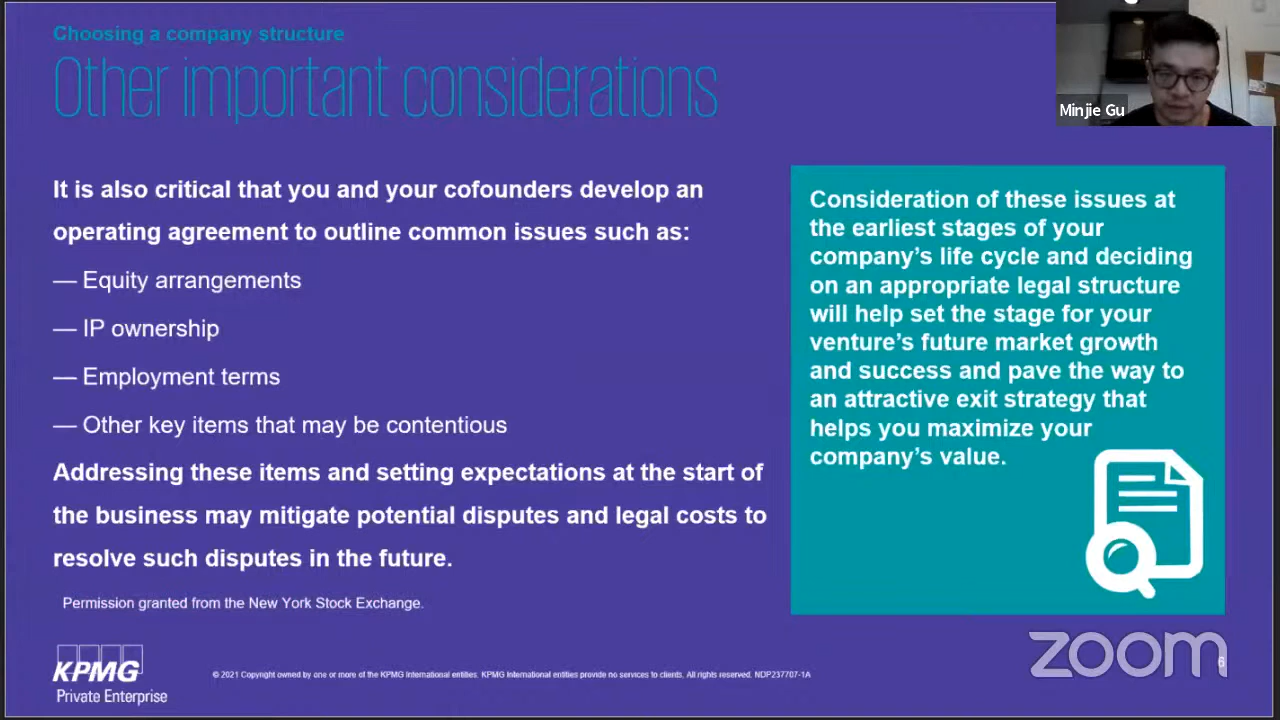 Choosing a company structure
Other important considerations
Minjie Gu
It is also critical that you and your cofounders develop an
operating agreement to outline common issues such as:
— Equity arrangements
— IP ownership
— Employment terms
— Other key items that may be contentious
Addressing these items and setting expectations at the start of
the business may mitigate potential disputes and legal costs to
resolve such disputes in the future.
Permission granted from the New York Stock Exchange.
Consideration of these issues at
the earliest stages of your
company’s life cycle and deciding
on an appropriate legal structure
will help set the stage for your
venture’s future market growth
and success and pave the way to
an attractive exit strategy that
helps you maximize your
company’s value.
KPMG
Private Enterprise
© 2021 Copyright owned by one or more of the KPMG International entities. KPMG International entities provide no services to clients. All rights reserved. NDP237707-1A
zoom
6